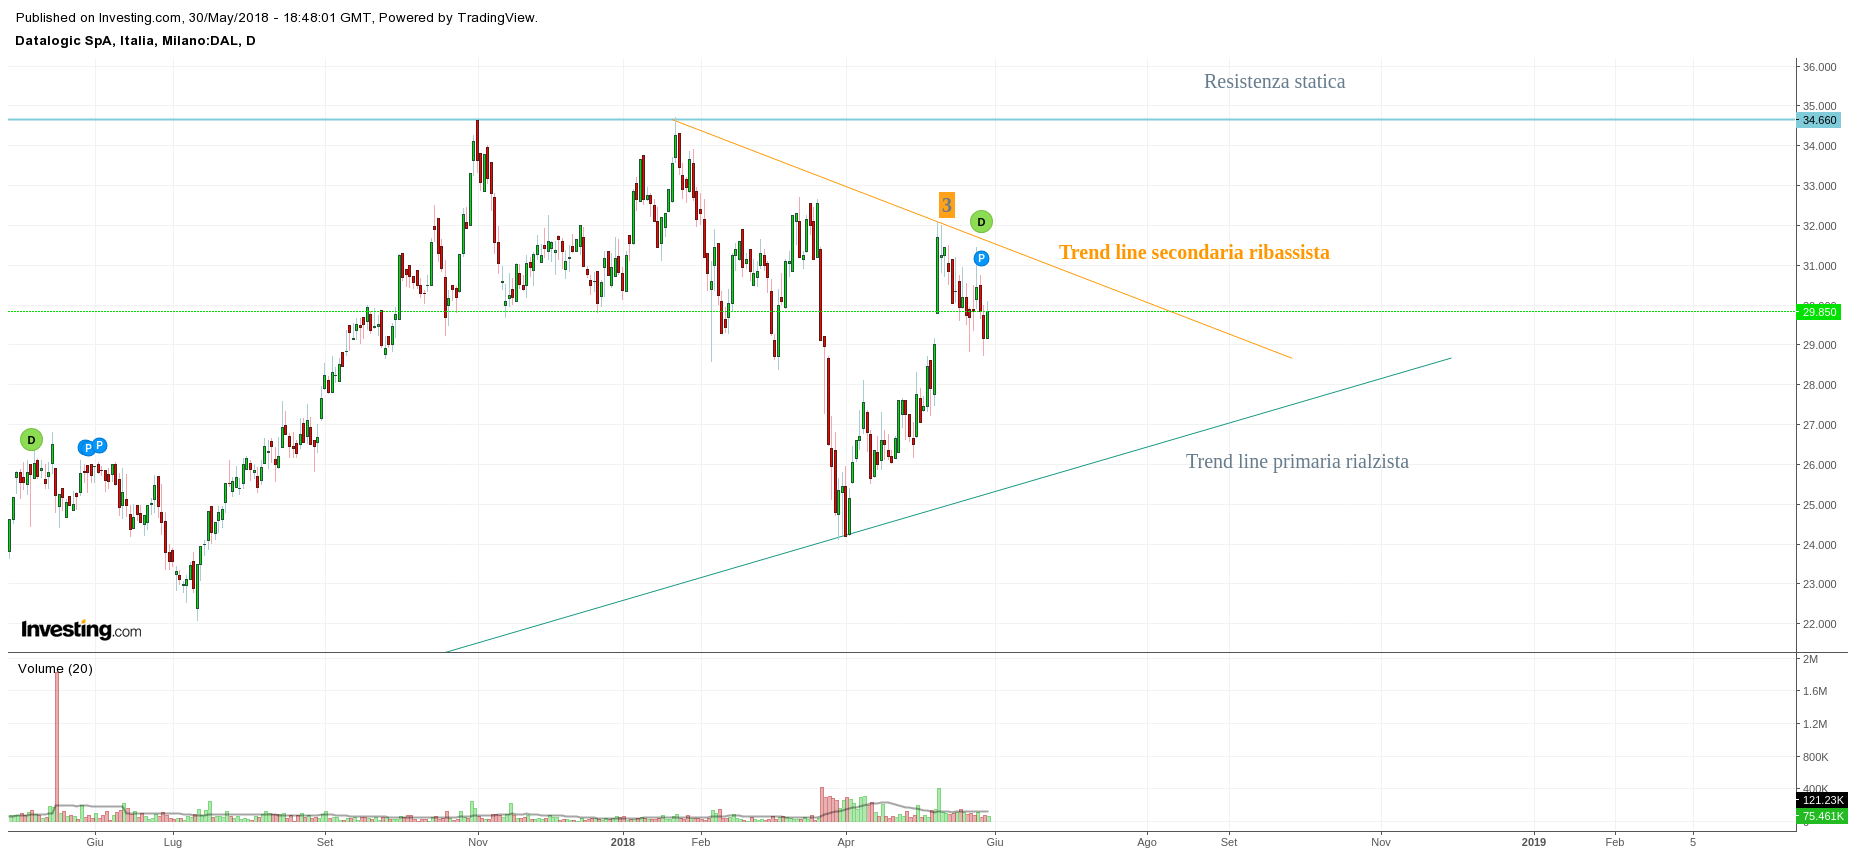 Published on Investing.com, 30/May/2018 - 18:48:01 GMT, Powered by TradingView.
Datalogic SpA, Italia, Milano:DAL, D
36.000
Resistenza statica
35.000
34.660
34.000
33.000
3
32.000
D
Trend line secondaria ribassista
P
31.000
29.850
29.000
28.000
27.000
D
P P
26.000
Trend line primaria rialzista
25.000
24.000
23.000
22.000
Investing.com
Volume (20)
2M
1.6M
1.2M
800K
400K
121.23K
75.461K
Giu Lug Set Nov 2018 Feb Apr Giu Ago Set Nov 2019 Feb 5